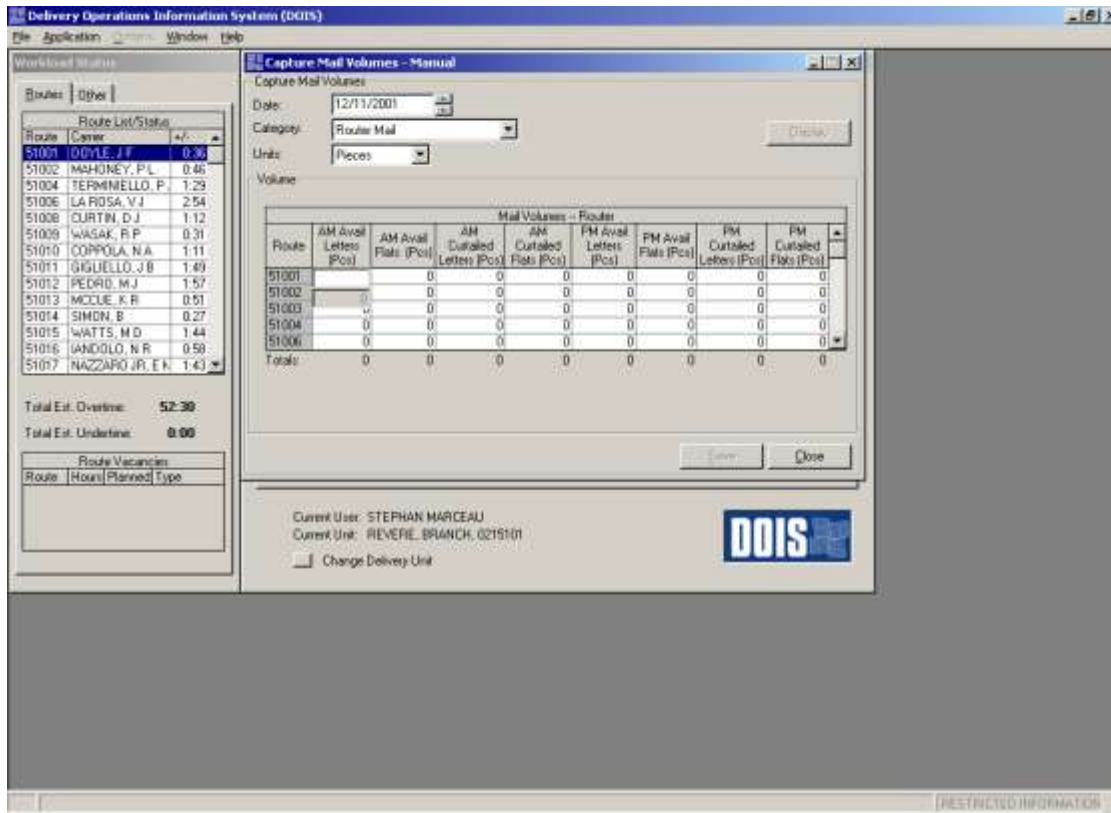 Delivery Operations Information System (DOIS)
File Application Options Window Help
Workload Status
Routes Other
Route List/Status
Route Carrier +/-
51001 DOYLE, J F 0:36
51002 MAHONEY, P L 0:46
51004 TERMINIELLO, P. 1:29
51006 LA ROSA, V J 2:54
51008 CURTIN, D J 1:12
51009 WASAK, R P 0:31
51010 COPPOLA, N A 1:11
51011 GIGLIELLO, J B 1:49
51012 PEDRO, M J 1:57
51013 MCCUE, K R 0:51
51014 SIMON, B 0:27
51015 WATTS, M D 1:44
51016 IANDOLO, N R 0:58
51017 NAZZARO JR, E N 1:43
Total Est. Overtime: 52:30
Total Est. Undertime: 0:00
Route Vacancies
Route Hours Planned Type
Capture Mail Volumes - Manual
Capture Mail Volumes
Date: 12/11/2001
Category: Router Mail
Units: Pieces
Display
Volume
Mail Volumes -- Router
Route AM Avail Letters (Pcs) AM Avail Flats (Pcs) AM Curtailed Letters (Pcs) AM Curtailed Flats (Pcs) PM Avail Letters (Pcs) PM Avail Flats (Pcs) PM Curtailed Letters (Pcs) PM Curtailed Flats (Pcs)
51001 0 0 0 0 0 0 0
51002 0 0 0 0 0 0 0 0
51003 0 0 0 0 0 0 0 0
51004 0 0 0 0 0 0 0 0
51006 0 0 0 0 0 0 0 0
Totals: 0 0 0 0 0 0 0 0
Save Close
Current User: STEPHAN MARCEAU
Current Unit: REVERE, BRANCH, 0215101
Change Delivery Unit
DOIS
RESTRICTED INFORMATION